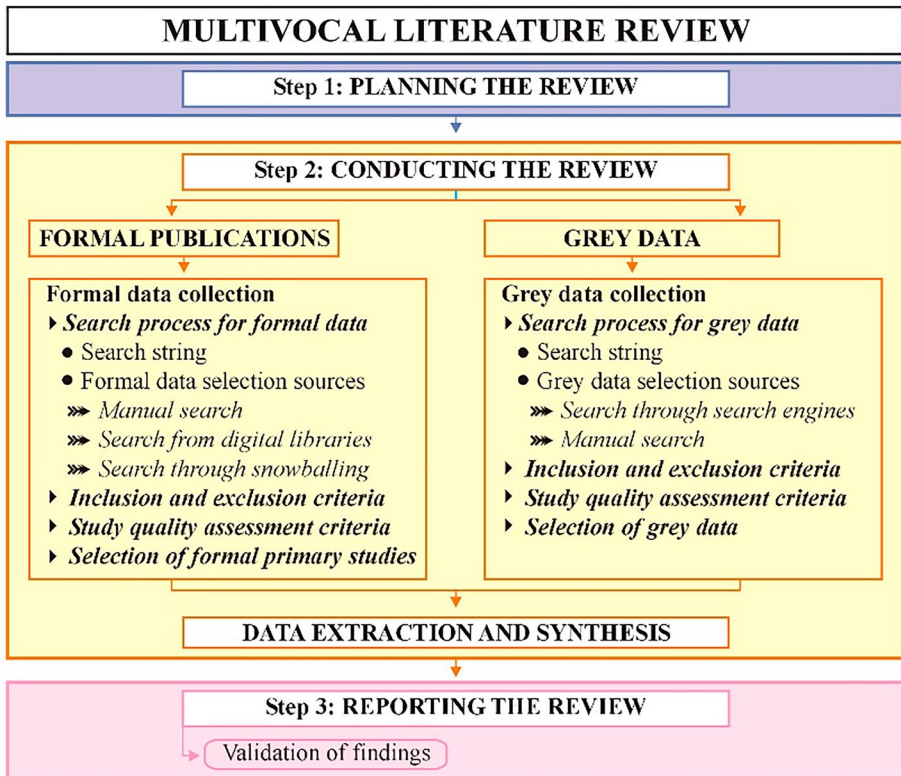 MULTIVOCAL LITERATURE REVIEW
Step 1: PLANNING THE REVIEW
Step 2: CONDUCTING THE REVIEW
FORMAL PUBLICATIONS
Formal data collection
Search process for formal data
Search string
Formal data selection sources
Manual search
Search from digital libraries
Search through snowballing
Inclusion and exclusion criteria
Study quality assessment criteria
Selection of formal primary studies
GREY DATA
Grey data collection
Search process for grey data
Search string
Grey data selection sources
Search through search engines
Manual search
Inclusion and exclusion criteria
Study quality assessment criteria
Selection of grey data
DATA EXTRACTION AND SYNTHESIS
Step 3: REPORTING THE REVIEW
Validation of findings